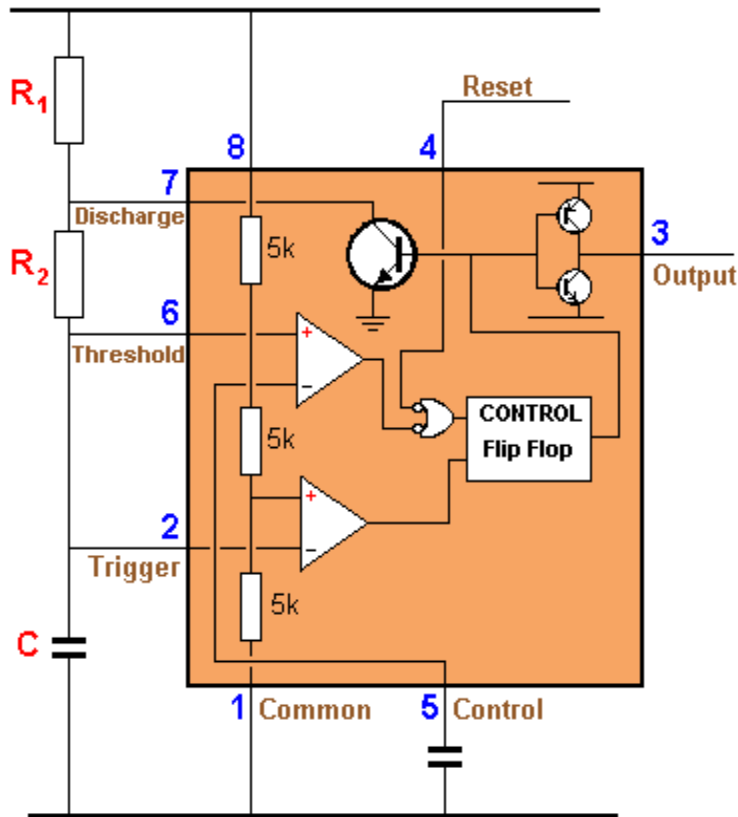 R1
8
Reset
4
7
Discharge
5k
3
Output
R2
6
Threshold
+
−
CONTROL
Flip Flop
5k
+
−
2
Trigger
5k
C
1 Common
5 Control